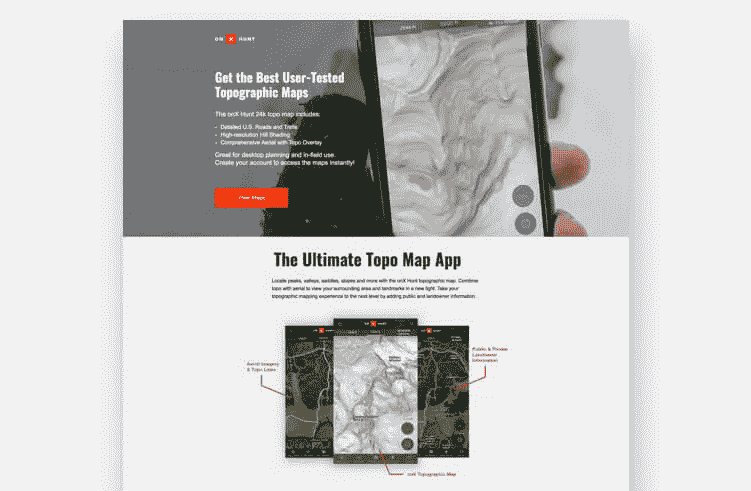 ON X HUNT
Get the Best User-Tested
Topographic Maps
The onX Hunt 24k topo map includes:
- Detailed U.S. Roads and Trails
- High-resolution Hill Shading
- Comprehensive Aerial with Topo Overlay
Great for desktop planning and in-field use.
Create your account to access the maps instantly!
View Maps
The Ultimate Topo Map App
Locate peaks, valleys, saddles, slopes and more with the onX Hunt topographic map. Combine
topo with aerial to view your surrounding area and landmarks in a new light. Take your
topographic mapping experience to the next level by adding public and landowner information.
ON X HUNT
Aerial Imagery
& Topo Lines
Public & Private
Landowner
Information
onX Topographic Map